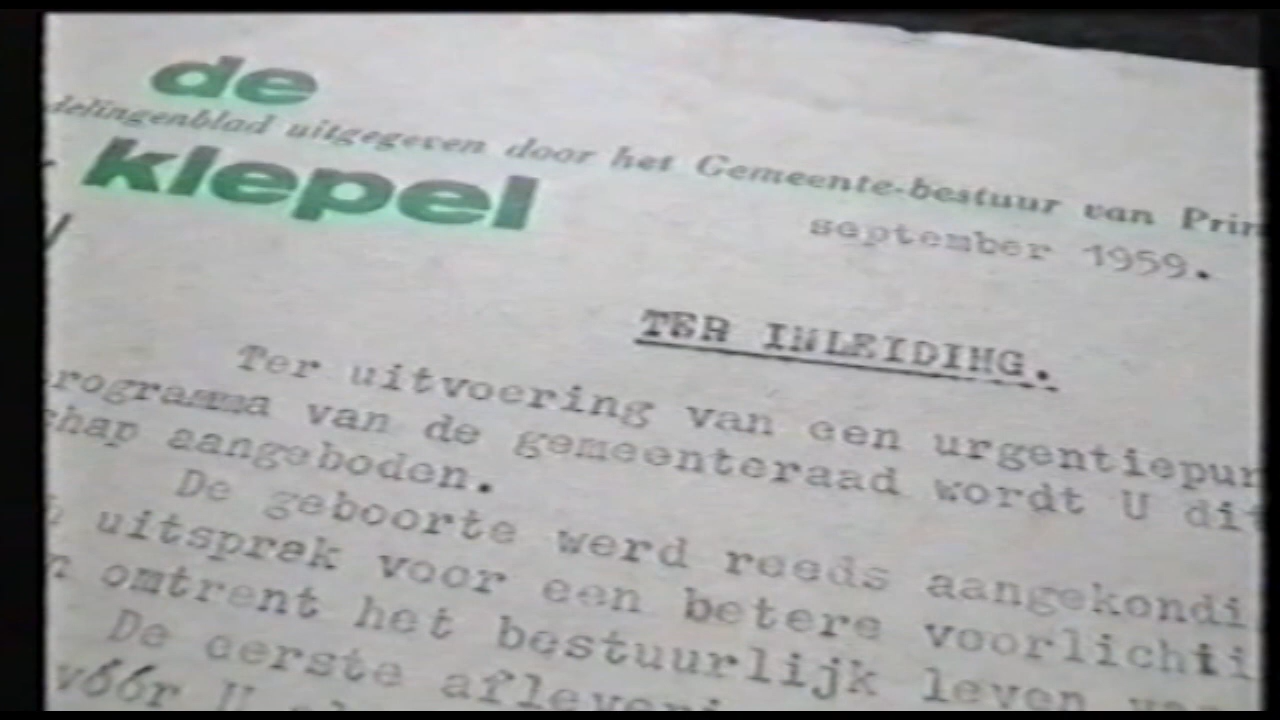 de
delingenblad uitgegeven door het Gemeente-bestuur van Prin
klepel
september 1959.
TER INLEIDING.
Ter uitvoering van een urgentiepun
rogramma van de gemeenteraad wordt U dit
chap aangeboden.
De geboorte werd reeds aangekondi
uitspraak voor een betere voorlichti
n omtrent het bestuurlijk leven va
De eerste afleveri
vóór U